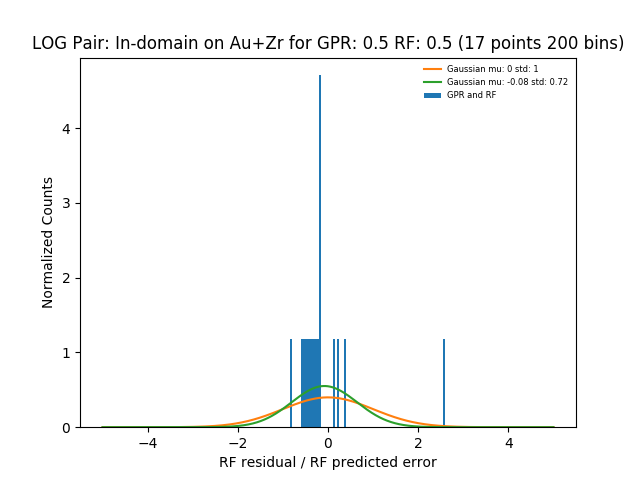 LOG Pair: In-domain on Au+Zr for GPR: 0.5 RF: 0.5 (17 points 200 bins)
Gaussian mu: 0 std: 1
Gaussian mu: -0.08 std: 0.72
GPR and RF
Normalized Counts
4
3
2
1
0
−4 −2 0 2 4
RF residual / RF predicted error